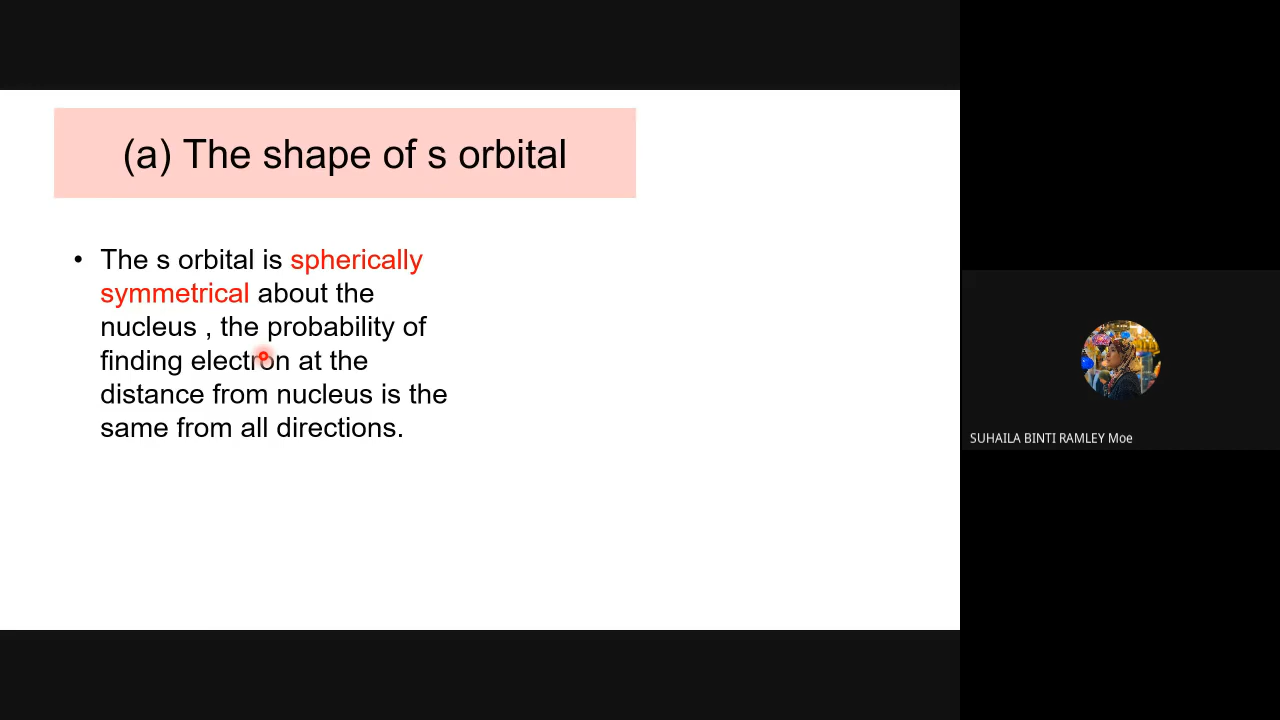 (a) The shape of s orbital
• The s orbital is spherically
symmetrical about the
nucleus , the probability of
finding electron at the
distance from nucleus is the
same from all directions.
SUHAILA BINTI RAMLEY Moe